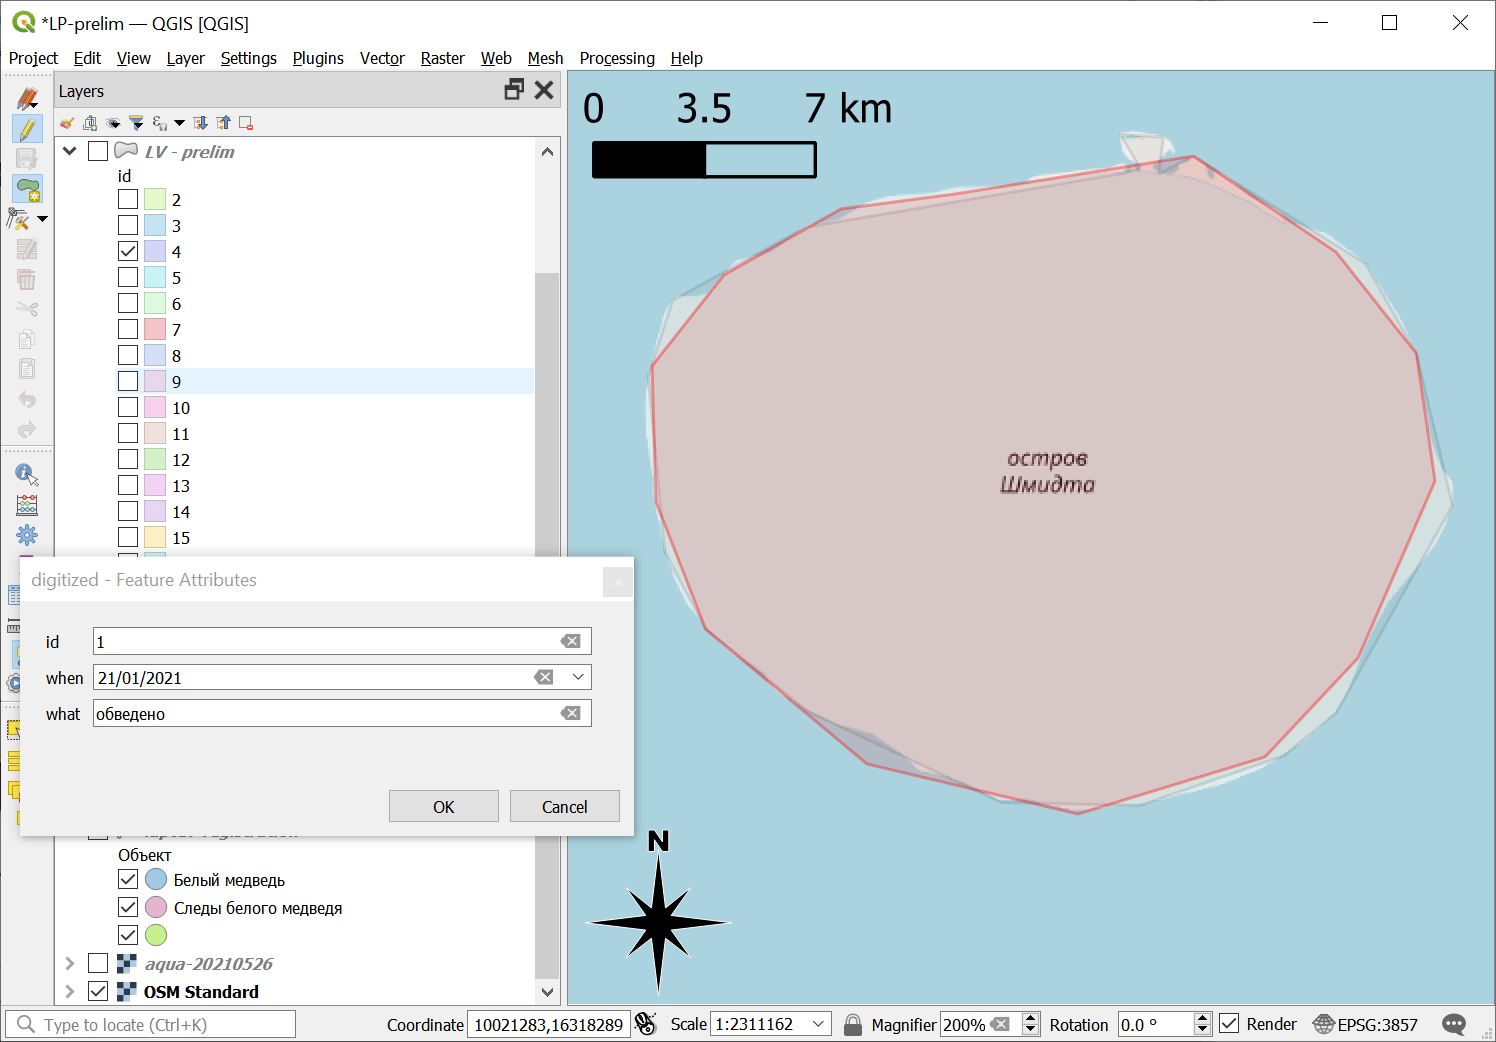 *LP-prelim — QGIS [QGIS]
Project Edit View Layer Settings Plugins Vector Raster Web Mesh Processing Help
Layers
LV - prelim
id
2
3
4
5
6
7
8
9
10
11
12
13
14
15
digitized - Feature Attributes
id 1
when 21/01/2021
what обведено
OK Cancel
Объект
Белый медведь
Следы белого медведя
aqua-20210526
OSM Standard
0 3.5 7 km
остров
Шмидта
N
Type to locate (Ctrl+K) Coordinate 10021283,16318289 Scale 1:2311162 Magnifier 200% Rotation 0.0 ° Render EPSG:3857